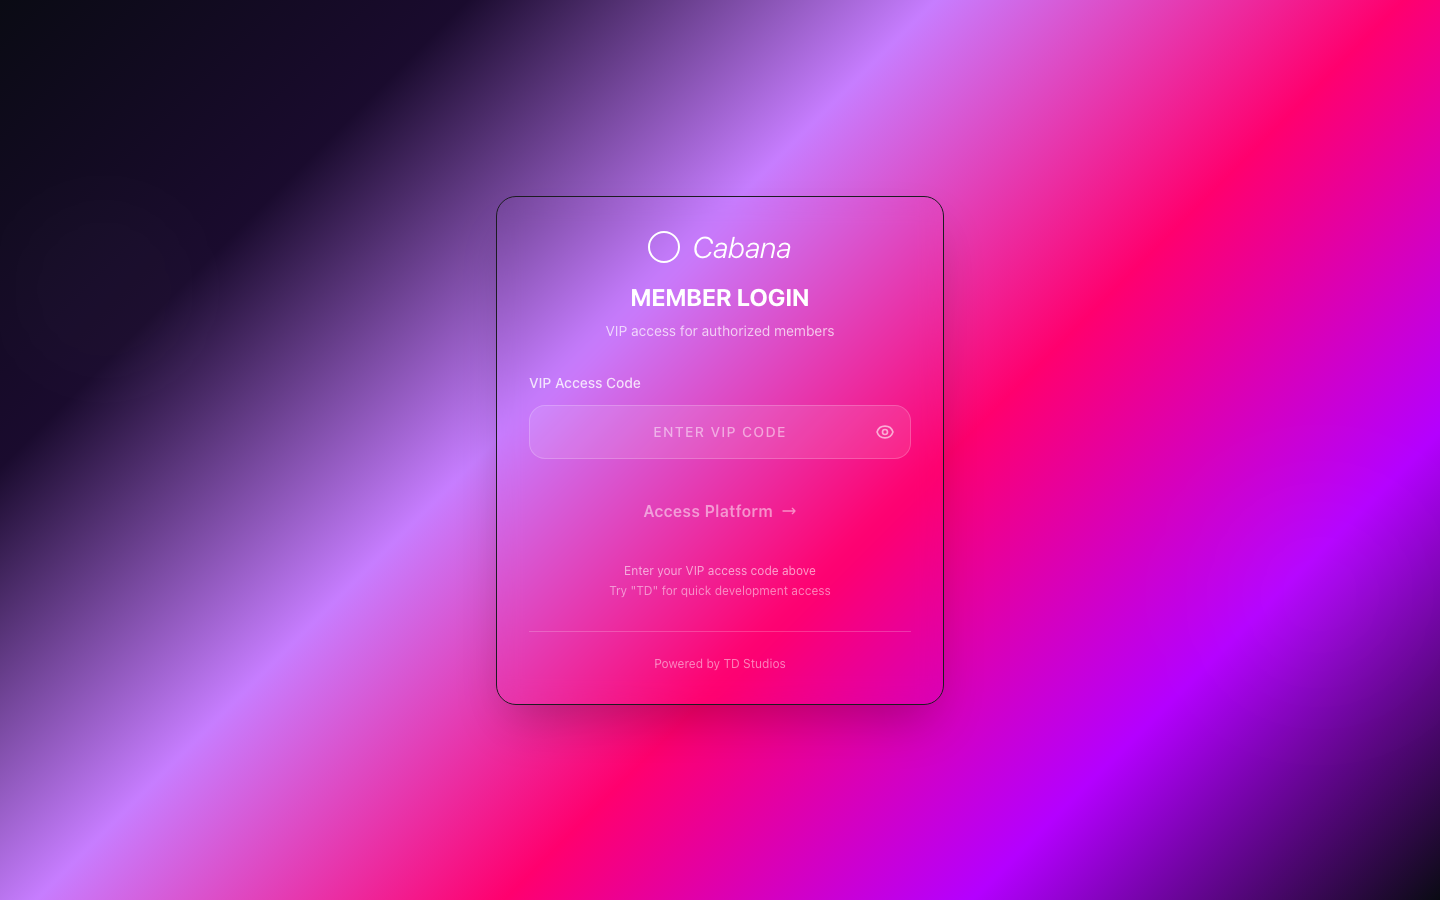 Cabana
MEMBER LOGIN
VIP access for authorized members
VIP Access Code
ENTER VIP CODE
Access Platform →
Enter your VIP access code above
Try "TD" for quick development access
Powered by TD Studios